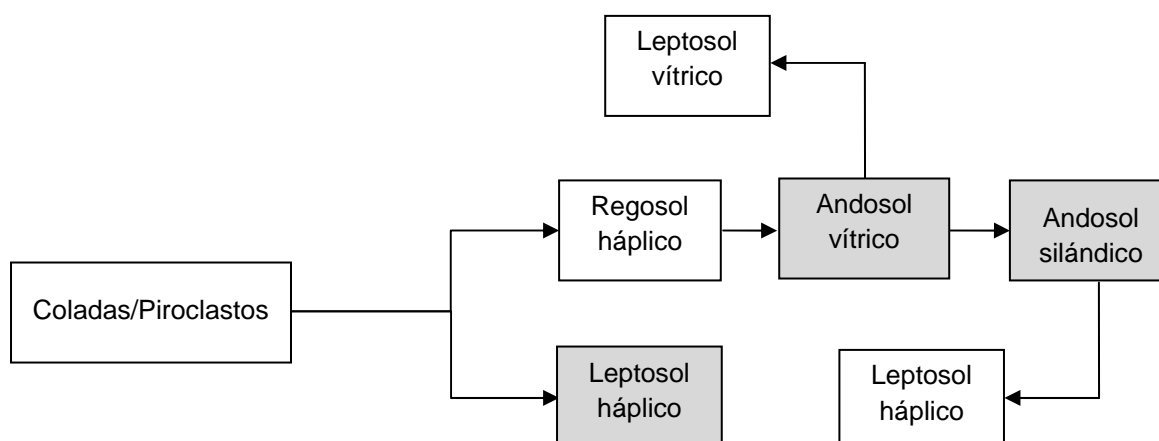 Leptosol
vítrico
Regosol
háplico
Andosol
vítrico
Andosol
silándico
Coladas/Piroclastos
Leptosol
háplico
Leptosol
háplico